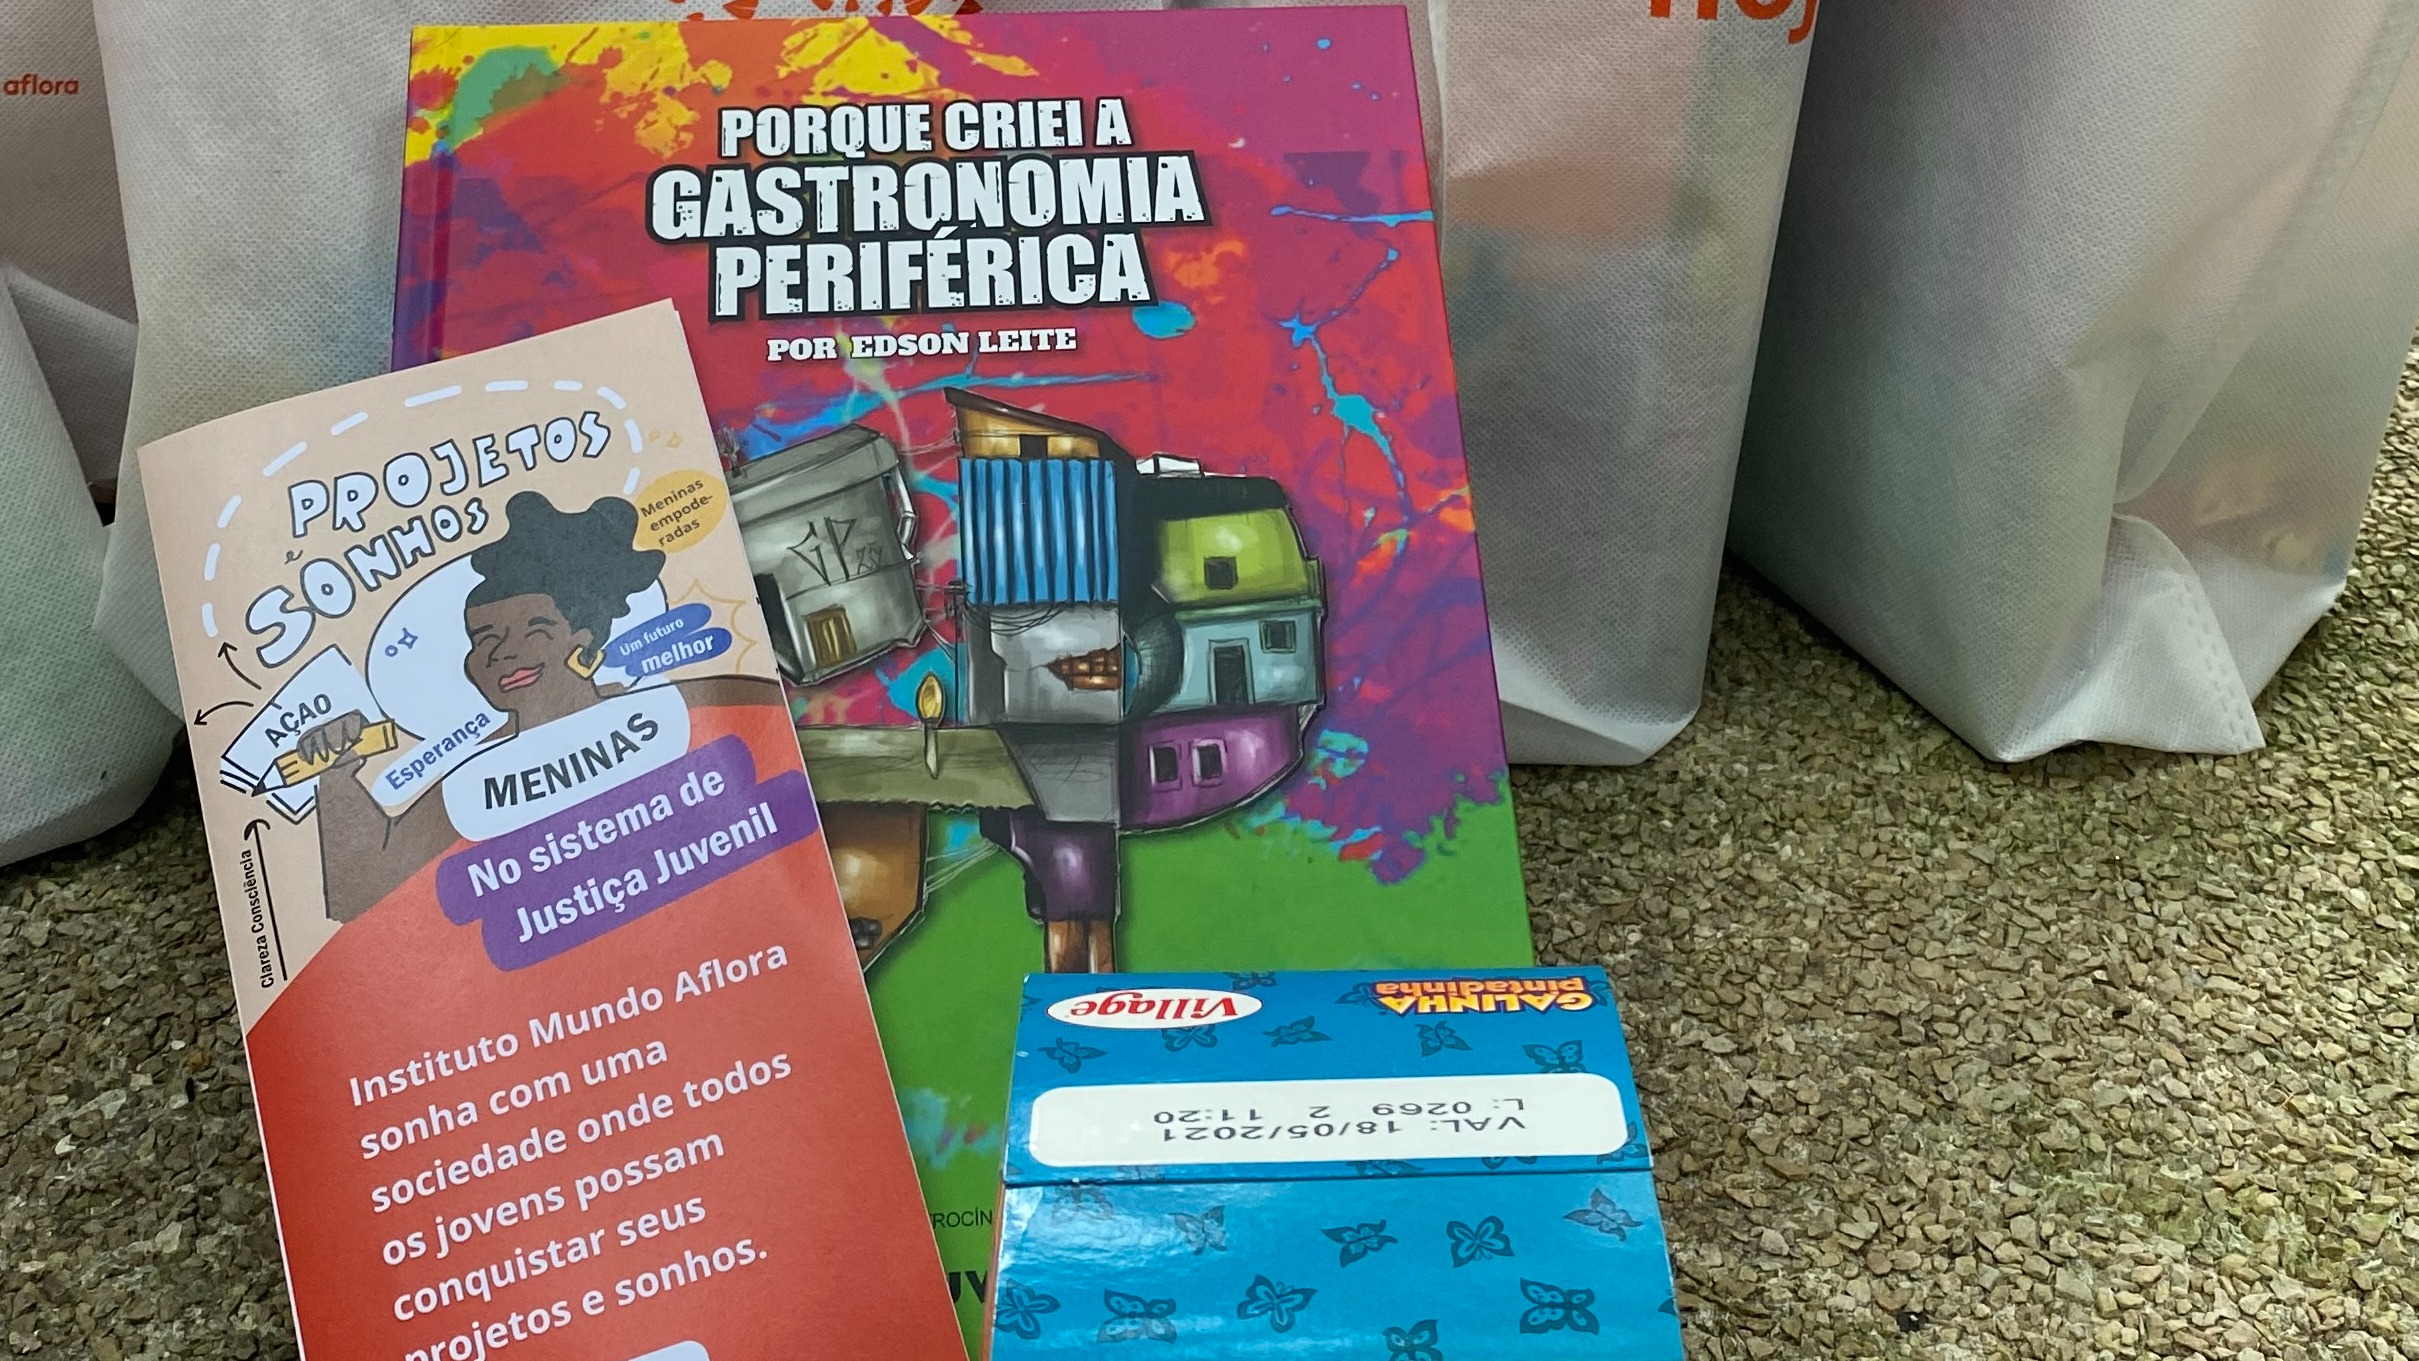 aflora
PORQUE CRIEI A
GASTRONOMIA
PERIFÉRICA
POR EDSON LEITE
GP
PROJETOS
e
SONHOS
Meninas
empode-
radas
Um futuro
melhor
AÇÃO
Esperança
MENINAS
No sistema de
Justiça Juvenil
Clareza Consciência
Instituto Mundo Aflora
sonha com uma
sociedade onde todos
os jovens possam
conquistar seus
projetos e sonhos.
Village
GALINHA
pintadinha
VAL: 18/05/2021
L: 0269 2 11:20